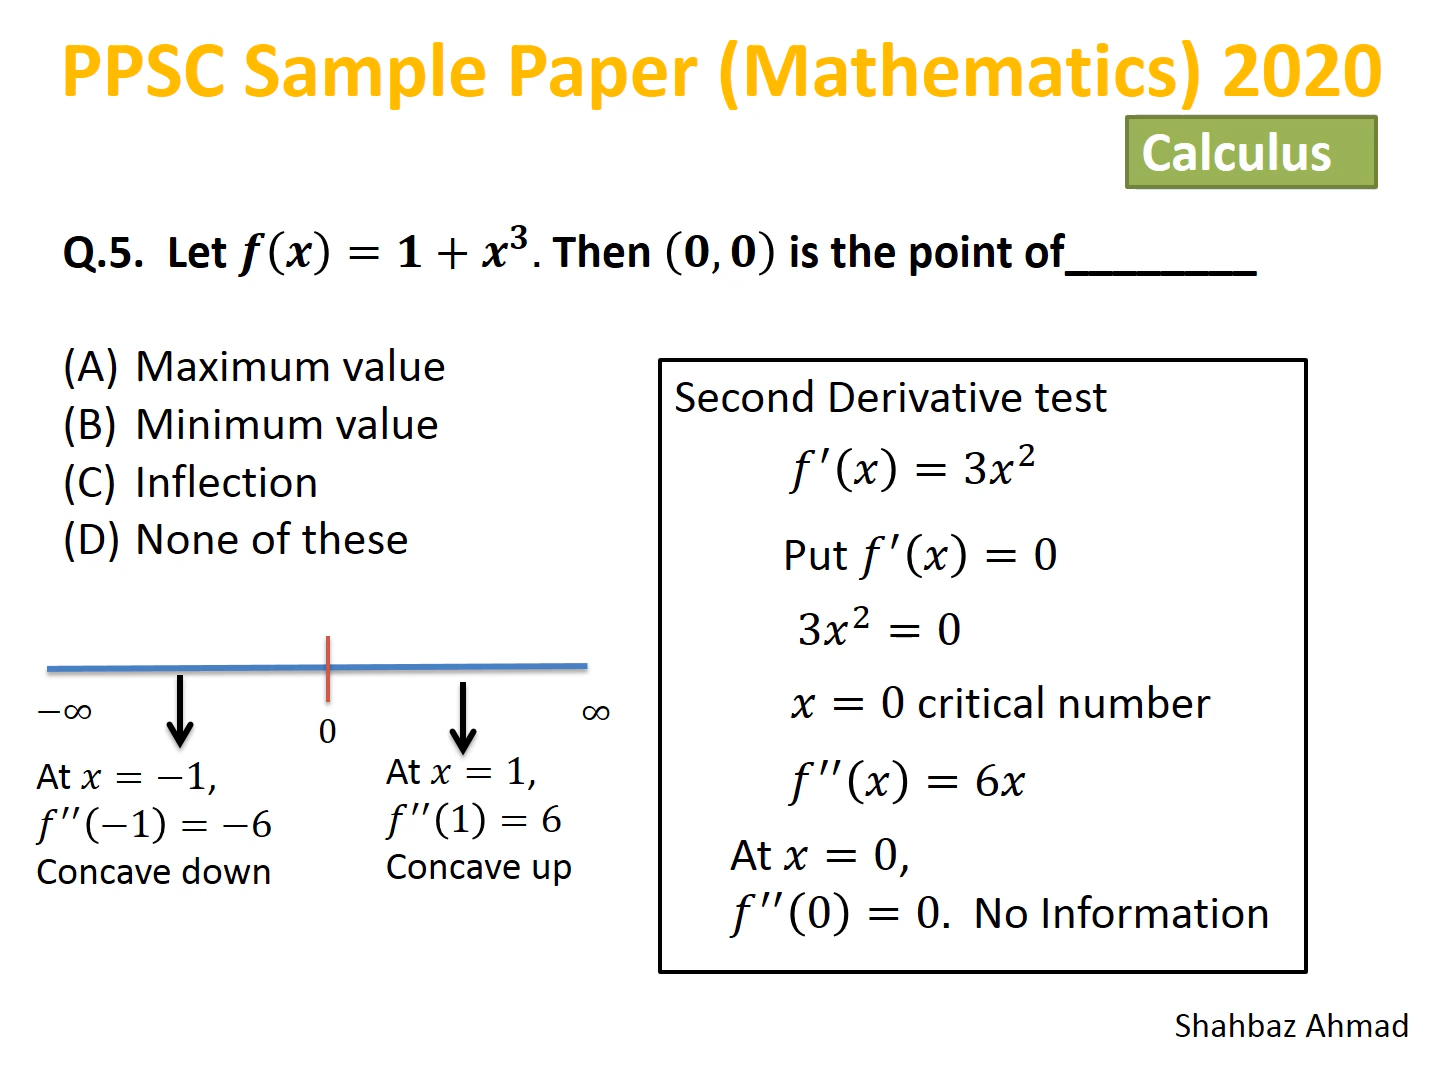 PPSC Sample Paper (Mathematics) 2020
Calculus
Q.5. Let f(x) = 1 + x³. Then (0, 0) is the point of________
(A) Maximum value
(B) Minimum value
(C) Inflection
(D) None of these
−∞
0
∞
At x = −1,
f′′(−1) = −6
Concave down
At x = 1,
f′′(1) = 6
Concave up
Second Derivative test
f′(x) = 3x²
Put f′(x) = 0
3x² = 0
x = 0 critical number
f′′(x) = 6x
At x = 0,
f′′(0) = 0. No Information
Shahbaz Ahmad